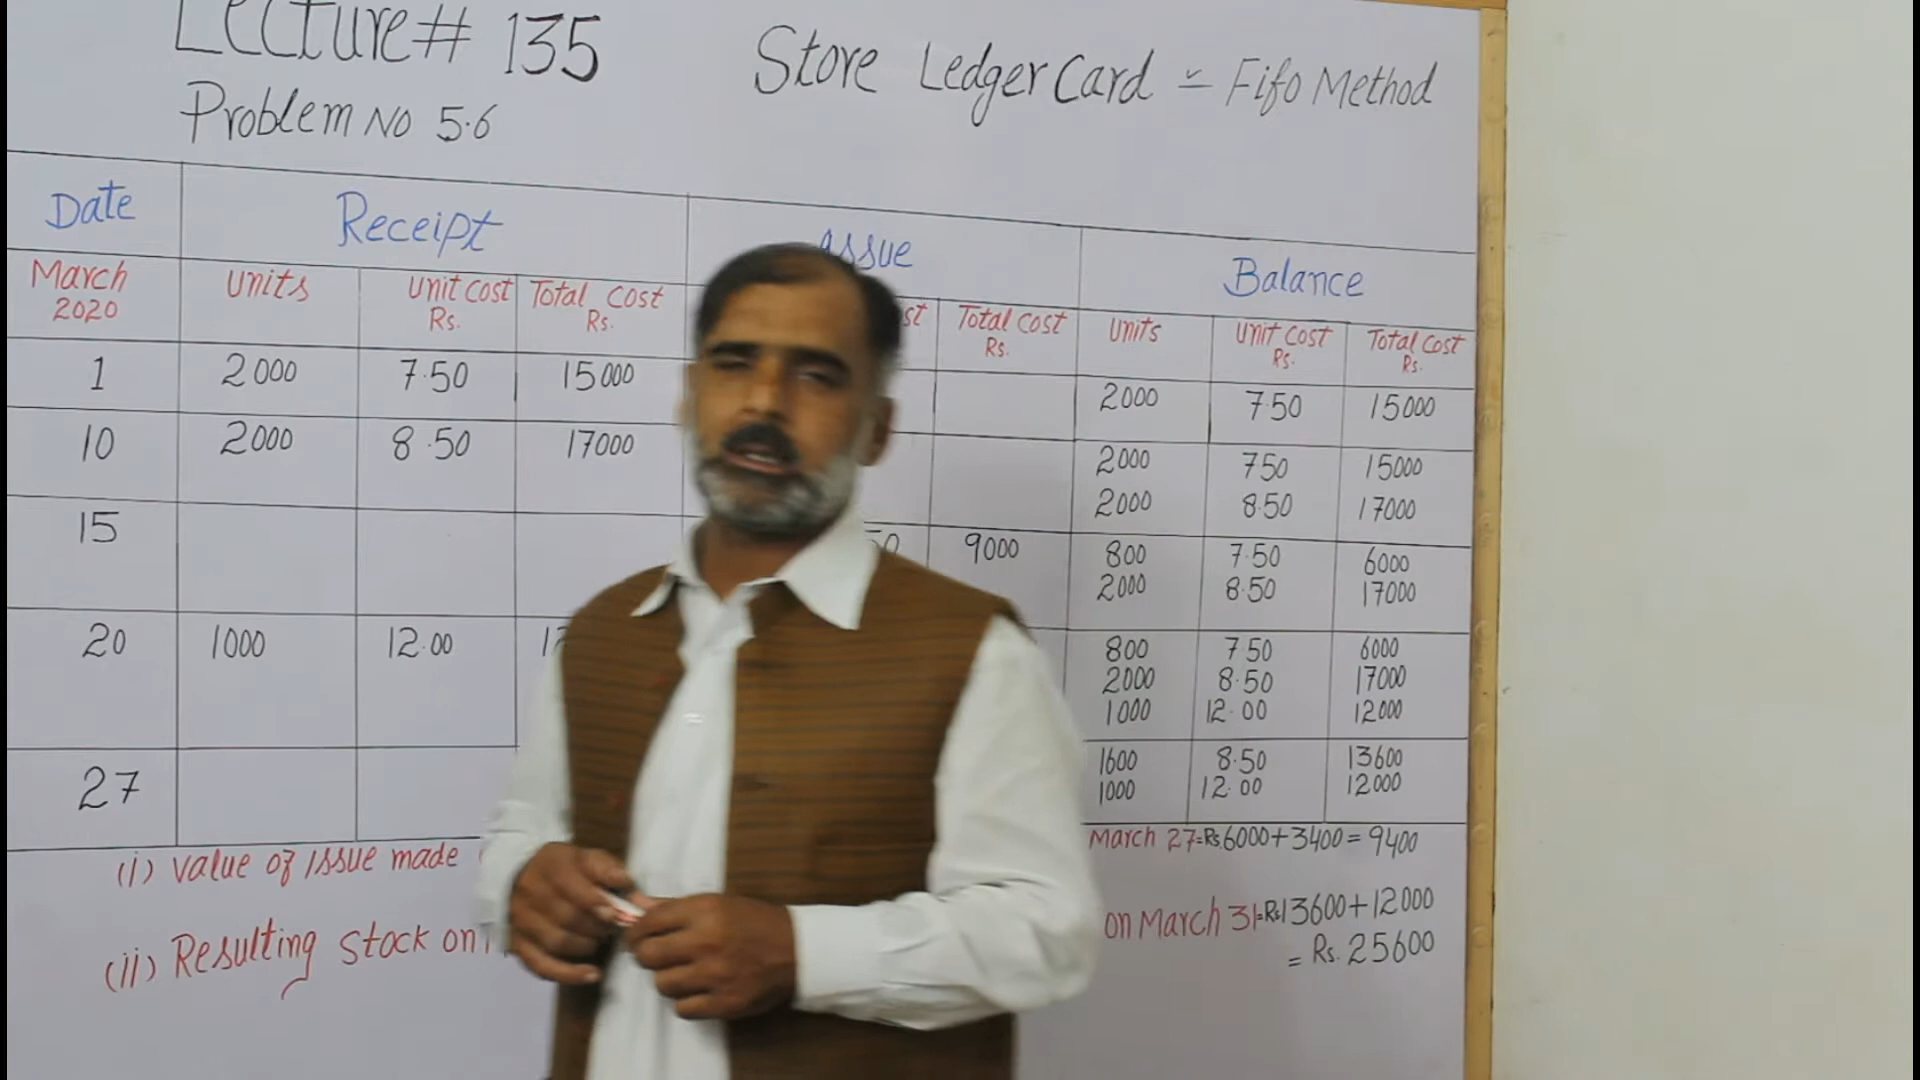 Lecture# 135
Store Ledger Card - Fifo Method
Problem No 5.6
Date Receipt Issue Balance
March 2020 Units Unit Cost Rs. Total Cost Rs. Total Cost Rs. Units Unit Cost Rs. Total Cost Rs.
1 2000 7.50 15000 2000 7.50 15000
10 2000 8.50 17000 2000 7.50 15000
2000 8.50 17000
15 9000 800 7.50 6000
2000 8.50 17000
20 1000 12.00 800 7.50 6000
2000 8.50 17000
1000 12.00 12000
27 1600 8.50 13600
1000 12.00 12000
(i) Value of Issue made March 27=Rs.6000+3400=9400
(ii) Resulting Stock on March 31=Rs13600+12000
= Rs. 25600